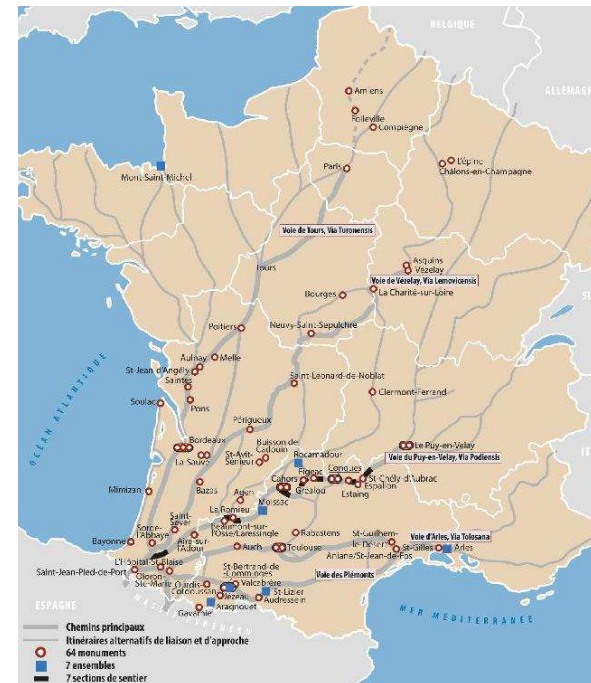 BELGIQUE
ALLEMAGN
Amiens
Folleville
Compiègne
Paris
L'Épine
Châlons-en-Champagne
Mont-Saint-Michel
Voie de Tours, Via Turonensis
Tours
Asquins
Vézelay
Voie de Vézelay, Via Lemovicensis
Bourges
La Charité-sur-Loire
SU
Poitiers
Neuvy-Saint-Sepulchre
Aulnay
Melle
St-Jean d'Angély
Saintes
Saint-Leonard-de-Noblat
Clermont-Ferrand
Pons
Soulac
OCÉAN ATLANTIQUE
Périgueux
Bordeaux
La Sauve
Buisson de
Cadouin
St-Avit-
Sérieur
Rocamadour
Le Puy-en-Velay
Voie du Puy-en-Velay, Via Podiensis
IT
Figeac
Conques
Cahors
Gréalou
St-Chély-d'Aubrac
Espalion
Estaing
Mimizan
Bazas
Agen
Moissac
La Romieu
Beaumont-sur-
l'Osse/Laressingle
Saint-
Sever
Sorde-
l'Abbaye
Aire-sur-
l'Adour
Bayonne
Rabastens
St-Guilhem-
le-Désert
Aniane/St-Jean-de-Fos
Voie d'Arles, Via Tolosana
St-Gilles
Arles
Auch
Toulouse
L'Hôpital-St-Blaise
Saint-Jean-Pied-de-Port
Oloron-
Ste-Marie
Ourdis-
Cotdoussan
St-Bertrand-de
-Comminges
Valcabrère
Voie des Piémonts
Jézeau
St-Lizier
Audressein
Aragnouet
Gavarnie
MER MÉDITERRANÉE
ESPAGNE
Chemins principaux
Itinéraires alternatifs de liaison et d'approche
64 monuments
7 ensembles
7 sections de sentier